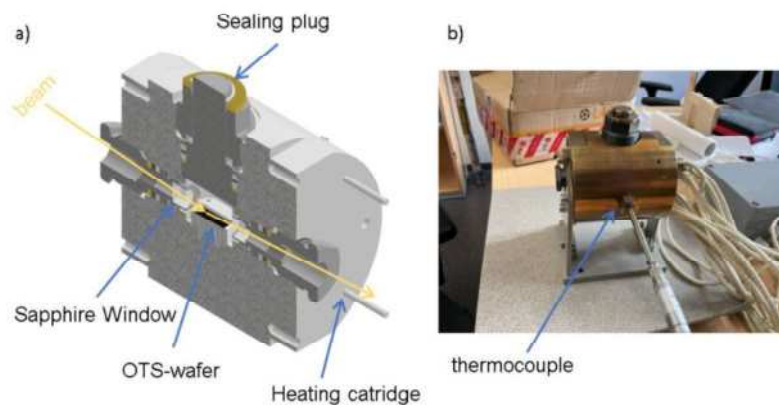 a)
Sealing plug
b)
beam
Sapphire Window
OTS-wafer
Heating catridge
thermocouple